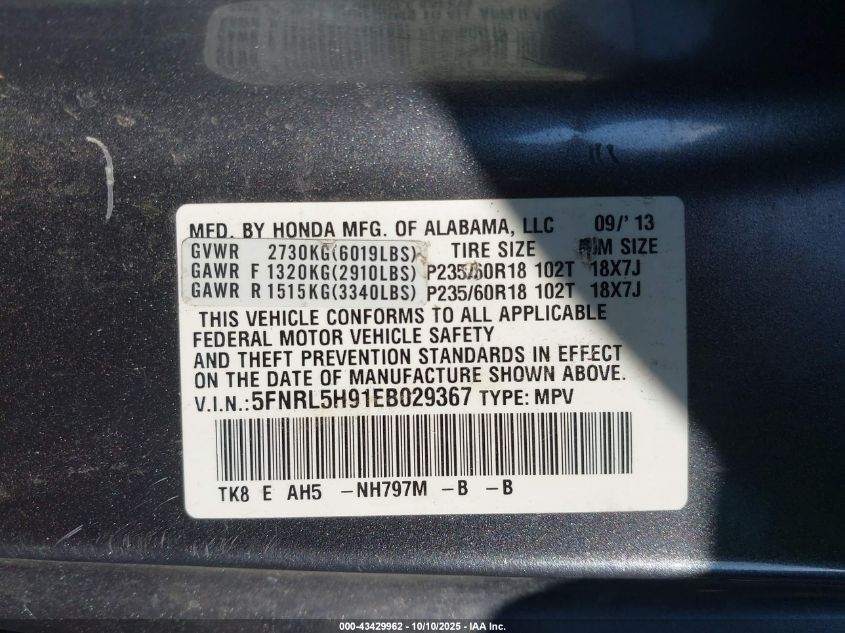 MFD. BY HONDA MFG. OF ALABAMA, LLC 09/'13
GVWR 2730KG(6019LBS) TIRE SIZE SIZE
GAWR F 1320KG(2910LBS) P235/60R18 102T 18X7J
GAWR R 1515KG(3340LBS) P235/60R18 102T 18X7J
THIS VEHICLE CONFORMS TO ALL APPLICABLE
FEDERAL MOTOR VEHICLE SAFETY
AND THEFT PREVENTION STANDARDS IN EFFECT
ON THE DATE OF MANUFACTURE SHOWN ABOVE.
V.I.N.: 5FNRL5H91EB029367 TYPE: MPV
TK8 E AH5 -NH797M -B -B
000-43429962 - 10/10/2025 - IAA Inc.